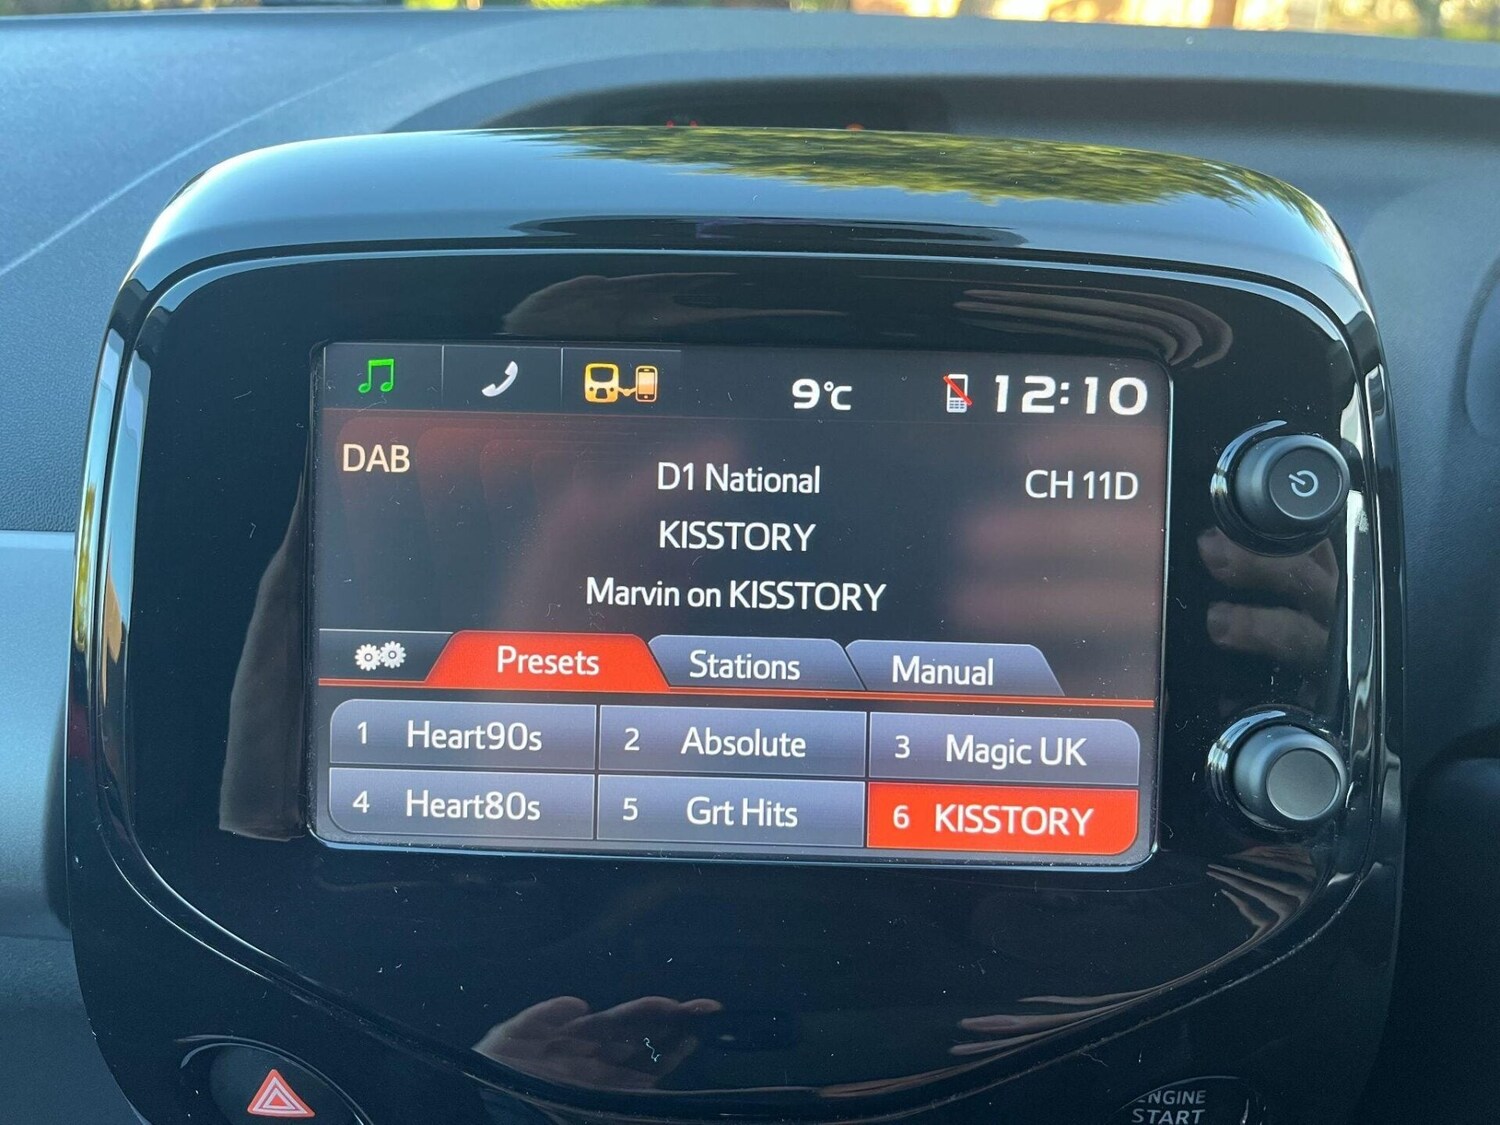 9°C 12:10
DAB
D1 National
CH 11D
KISSTORY
Marvin on KISSTORY
Presets Stations Manual
1 Heart90s 2 Absolute 3 Magic UK
4 Heart80s 5 Grt Hits 6 KISSTORY
ENGINE
START